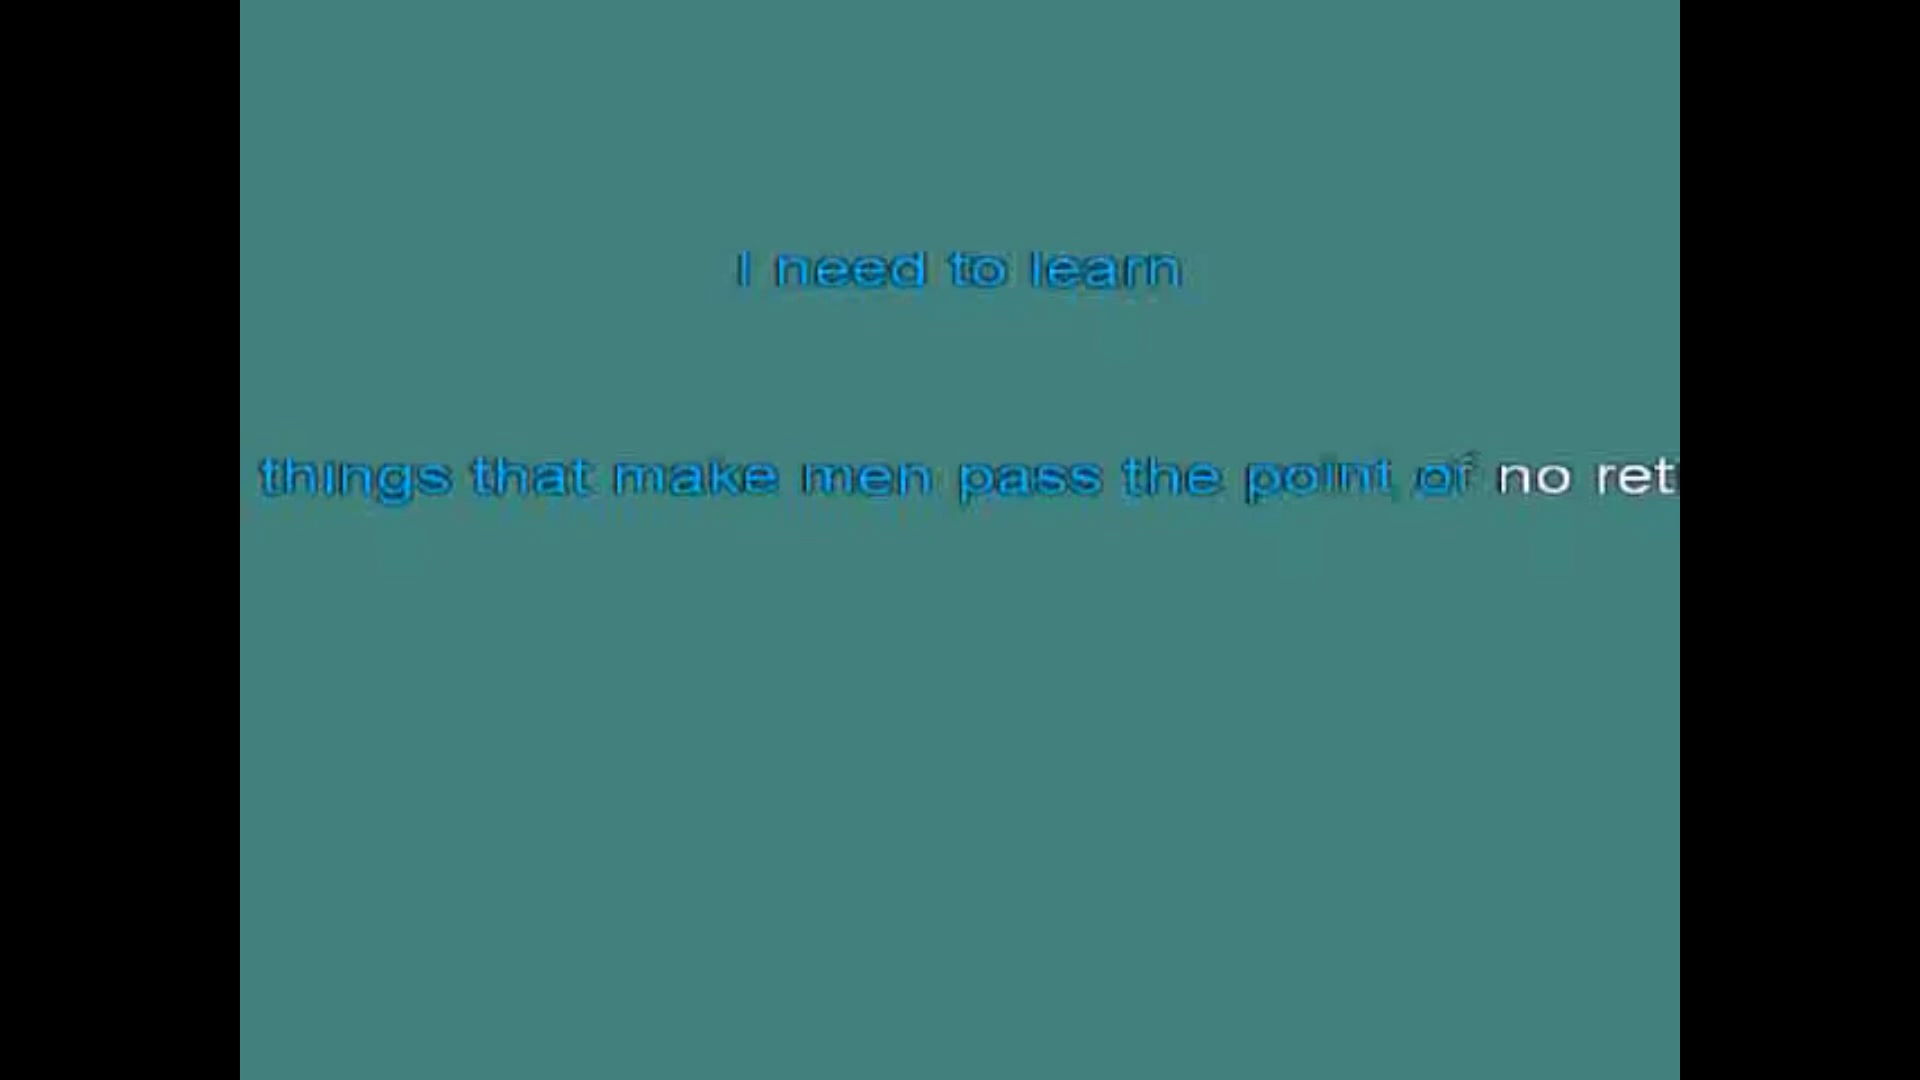 I need to learn
things that make men pass the point of no ret